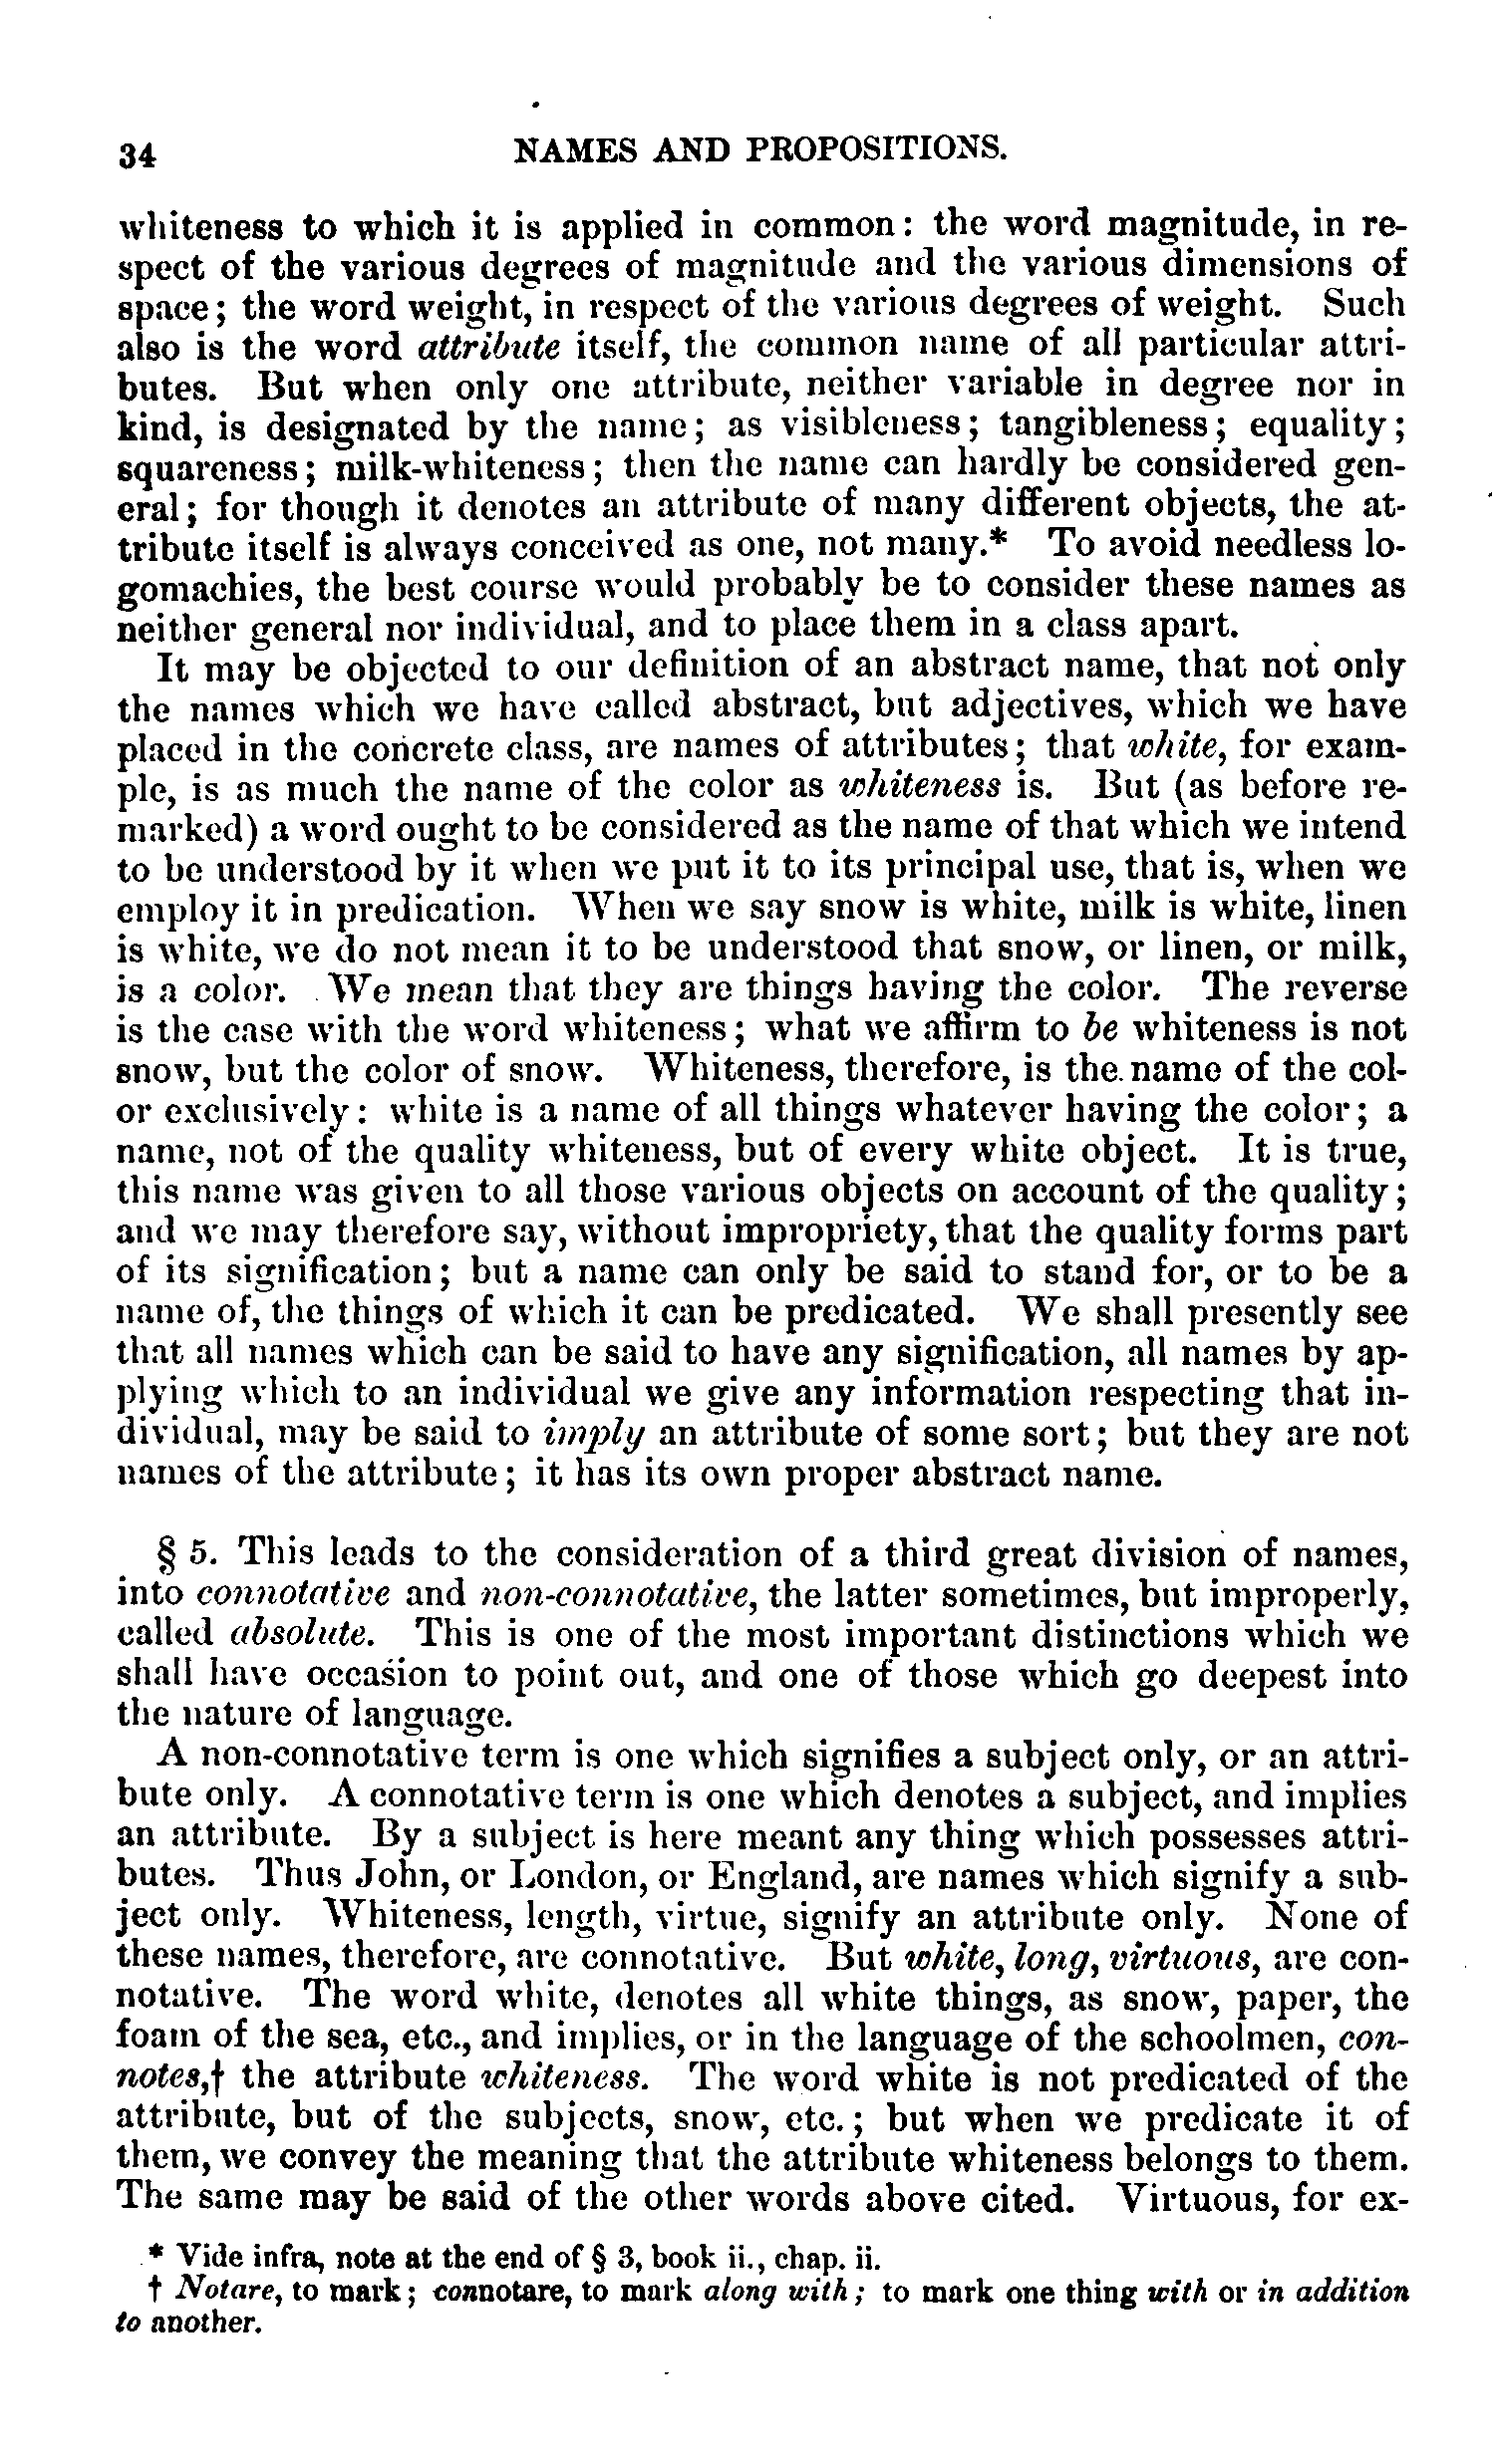 34 NAMES AND PROPOSITIONS.
whiteness to which it is applied in common: the word magnitude, in re-
spect of the various degrees of magnitude and the various dimensions of
space; the word weight, in respect of the various degrees of weight. Such
also is the word attribute itself, the common name of all particular attri-
butes. But when only one attribute, neither variable in degree nor in
kind, is designated by the name; as visibleness; tangibleness; equality;
squareness; milk-whiteness; then the name can hardly be considered gen-
eral; for though it denotes an attribute of many different objects, the at-
tribute itself is always conceived as one, not many.* To avoid needless lo-
gomachies, the best course would probably be to consider these names as
neither general nor individual, and to place them in a class apart.
It may be objected to our definition of an abstract name, that not only
the names which we have called abstract, but adjectives, which we have
placed in the concrete class, are names of attributes; that white, for exam-
ple, is as much the name of the color as whiteness is. But (as before re-
marked) a word ought to be considered as the name of that which we intend
to be understood by it when we put it to its principal use, that is, when we
employ it in predication. When we say snow is white, milk is white, linen
is white, we do not mean it to be understood that snow, or linen, or milk,
is a color. We mean that they are things having the color. The reverse
is the case with the word whiteness; what we affirm to be whiteness is not
snow, but the color of snow. Whiteness, therefore, is the name of the col-
or exclusively: white is a name of all things whatever having the color; a
name, not of the quality whiteness, but of every white object. It is true,
this name was given to all those various objects on account of the quality;
and we may therefore say, without impropriety, that the quality forms part
of its signification; but a name can only be said to stand for, or to be a
name of, the things of which it can be predicated. We shall presently see
that all names which can be said to have any signification, all names by ap-
plying which to an individual we give any information respecting that in-
dividual, may be said to imply an attribute of some sort; but they are not
names of the attribute; it has its own proper abstract name.
§ 5. This leads to the consideration of a third great division of names,
into connotative and non-connotative, the latter sometimes, but improperly,
called absolute. This is one of the most important distinctions which we
shall have occasion to point out, and one of those which go deepest into
the nature of language.
A non-connotative term is one which signifies a subject only, or an attri-
bute only. A connotative term is one which denotes a subject, and implies
an attribute. By a subject is here meant any thing which possesses attri-
butes. Thus John, or London, or England, are names which signify a sub-
ject only. Whiteness, length, virtue, signify an attribute only. None of
these names, therefore, are connotative. But white, long, virtuous, are con-
notative. The word white, denotes all white things, as snow, paper, the
foam of the sea, etc., and implies, or in the language of the schoolmen, con-
notes,† the attribute whiteness. The word white is not predicated of the
attribute, but of the subjects, snow, etc.; but when we predicate it of
them, we convey the meaning that the attribute whiteness belongs to them.
The same may be said of the other words above cited. Virtuous, for ex-
* Vide infra, note at the end of § 3, book ii., chap. ii.
† Notare, to mark; connotare, to mark along with; to mark one thing with or in addition
to another.